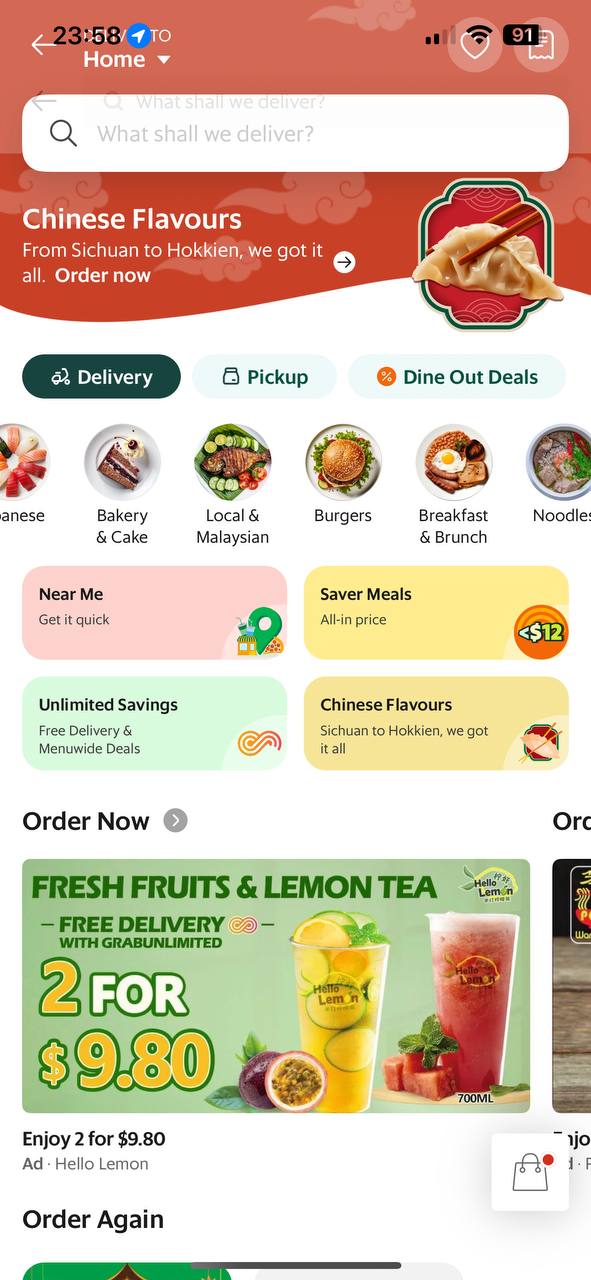 23:58
DELIVER TO
91
Home
What shall we deliver?
What shall we deliver?
Chinese Flavours
From Sichuan to Hokkien, we got it
all. Order now
Delivery
Pickup
Dine Out Deals
anese
Bakery
& Cake
Local &
Malaysian
Burgers
Breakfast
& Brunch
Noodles
Near Me
Get it quick
Saver Meals
All-in price
<$12
Unlimited Savings
Free Delivery &
Menuwide Deals
Chinese Flavours
Sichuan to Hokkien, we got
it all
Order Now
Ord
FRESH FRUITS & LEMON TEA
Hello
Lemon
– FREE DELIVERY –
WITH GRABUNLIMITED
2 FOR
$9.80
Hello
Lemon
Hello
Lemon
700ML
Enjoy 2 for $9.80
Ad · Hello Lemon
njo
Order Again